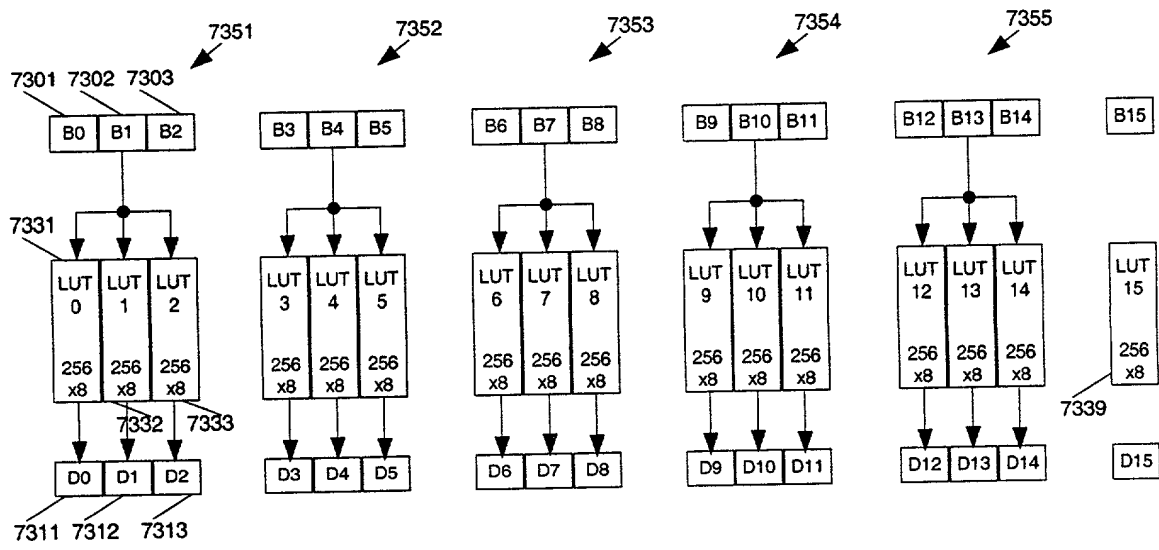 7351 7352 7353 7354 7355
7301 7302 7303
B0 B1 B2 B3 B4 B5 B6 B7 B8 B9 B10 B11 B12 B13 B14 B15
7331
LUT LUT LUT LUT LUT LUT LUT LUT LUT LUT LUT LUT LUT LUT LUT LUT
0 1 2 3 4 5 6 7 8 9 10 11 12 13 14 15
256 256 256 256 256 256 256 256 256 256 256 256 256 256 256 256
x8 x8 x8 x8 x8 x8 x8 x8 x8 x8 x8 x8 x8 x8 x8 x8
7332 7333 7339
D0 D1 D2 D3 D4 D5 D6 D7 D8 D9 D10 D11 D12 D13 D14 D15
7311 7312 7313